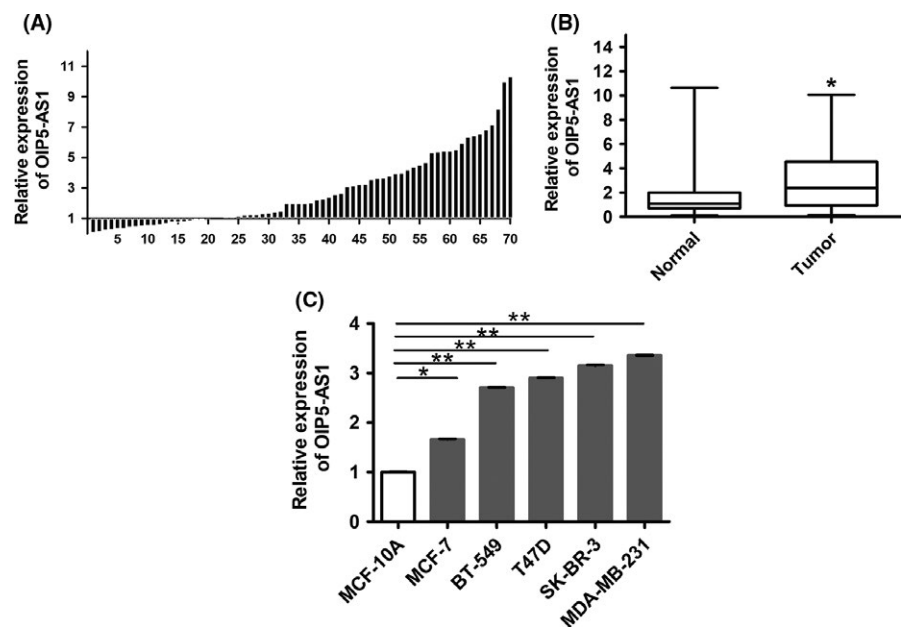 (A)
Relative expression
of OIP5-AS1
11
9
7
5
3
1
5 10 15 20 25 30 35 40 45 50 55 60 65 70
(B)
Relative expression
of OIP5-AS1
14
12
10
8
6
4
2
0
*
Normal
Tumor
(C)
Relative expression
of OIP5-AS1
4
3
2
1
0
**
**
**
**
*
MCF-10A
MCF-7
BT-549
T47D
SK-BR-3
MDA-MB-231